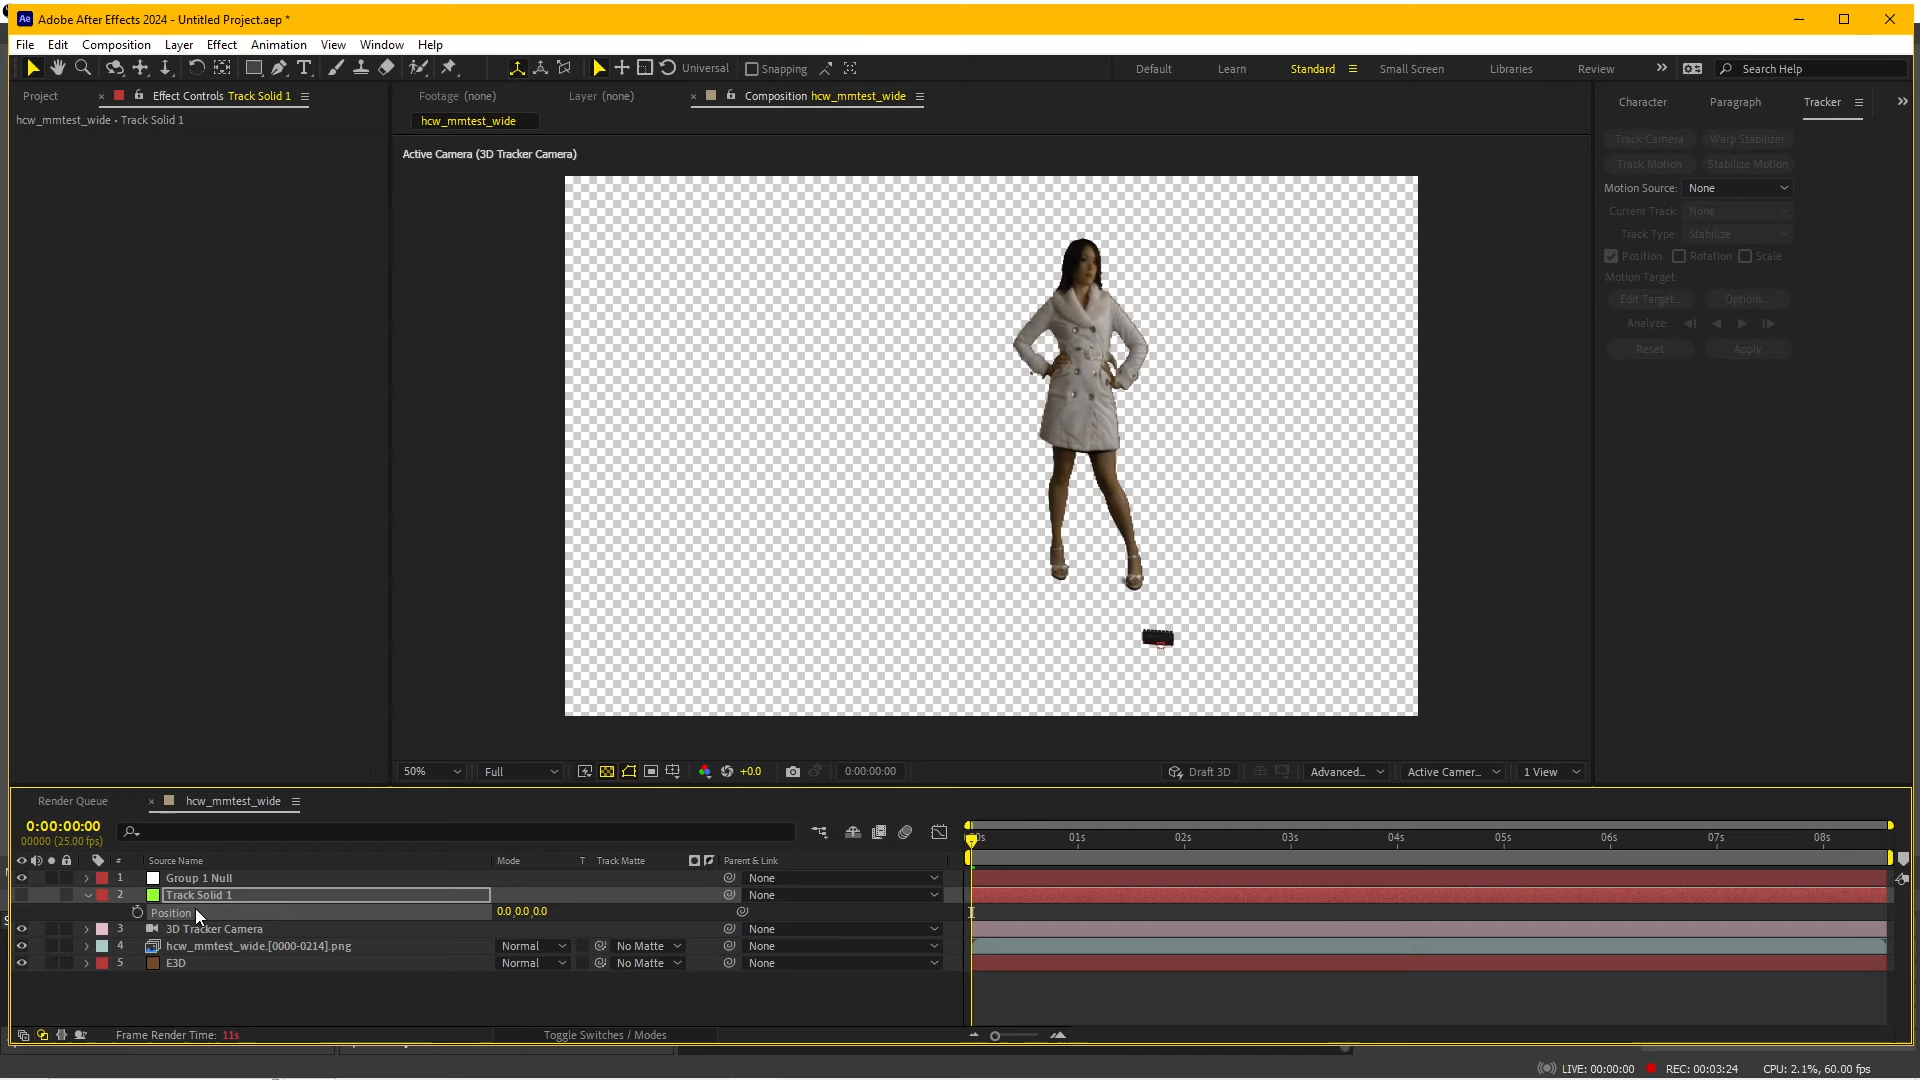 Adobe After Effects 2024 - Untitled Project.aep *
File Edit Composition Layer Effect Animation View Window Help
Universal Snapping Default Learn Standard Small Screen Libraries Review Search Help
Project Effect Controls Track Solid 1 Footage (none) Layer (none) Composition hcw_mmtest_wide Character Paragraph Tracker
hcw_mmtest_wide • Track Solid 1
hcw_mmtest_wide
Active Camera (3D Tracker Camera)
Track Camera Warp Stabilizer
Track Motion Stabilize Motion
Motion Source: None
Current Track: None
Track Type: Stabilize
Position Rotation Scale
Motion Target:
Edit Target... Options...
Analyze:
Reset Apply
50% Full +0.0 0:00:00:00 Draft 3D Advanced... Active Camer... 1 View
Render Queue hcw_mmtest_wide
0:00:00:00
00000 (25.00 fps)
01s 02s 03s 04s 05s 06s 07s 08s
# Source Name Mode T Track Matte Parent & Link
1 Group 1 Null None
2 Track Solid 1 None
Position 0.0,0.0,0.0
3 3D Tracker Camera None
4 hcw_mmtest_wide.[0000-0214].png Normal No Matte None
5 E3D Normal No Matte None
Frame Render Time: 11s Toggle Switches / Modes
LIVE: 00:00:00 REC: 00:03:24 CPU: 2.1%, 60.00 fps